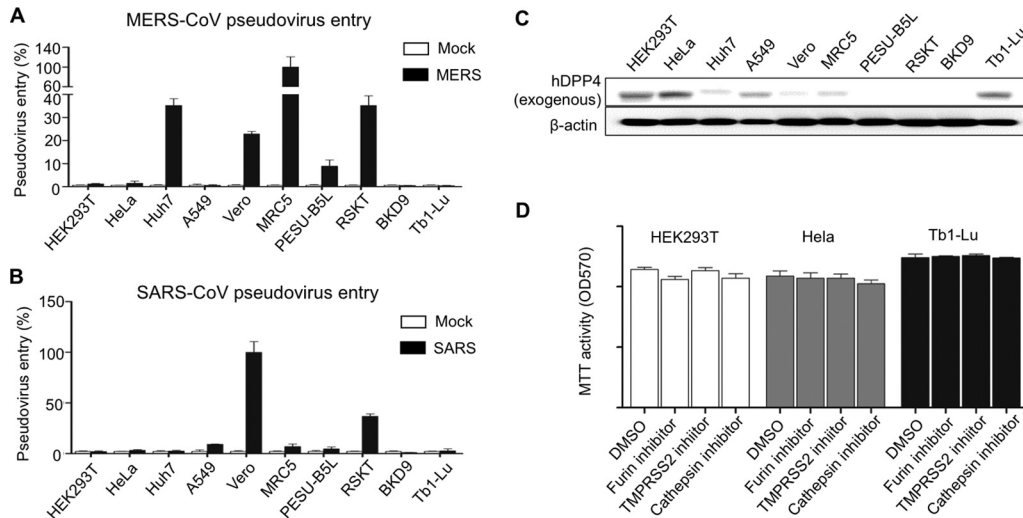 A
MERS-CoV pseudovirus entry
Pseudovirus entry (%)
140
100
60
40
30
20
10
0
Mock
MERS
HEK293T
HeLa
Huh7
A549
Vero
MRC5
PESU-B5L
RSKT
BKD9
Tb1-Lu
B
SARS-CoV pseudovirus entry
Pseudovirus entry (%)
150
100
50
0
Mock
SARS
HEK293T
HeLa
Huh7
A549
Vero
MRC5
PESU-B5L
RSKT
BKD9
Tb1-Lu
C
HEK293T
HeLa
Huh7
A549
Vero
MRC5
PESU-B5L
RSKT
BKD9
Tb1-Lu
hDPP4
(exogenous)
β-actin
D
MTT activity (OD570)
HEK293T
Hela
Tb1-Lu
DMSO
Furin inhibitor
TMPRSS2 inhiitor
Cathepsin inhibitor
DMSO
Furin inhibitor
TMPRSS2 inhiitor
Cathepsin inhibitor
DMSO
Furin inhibitor
TMPRSS2 inhiitor
Cathepsin inhibitor